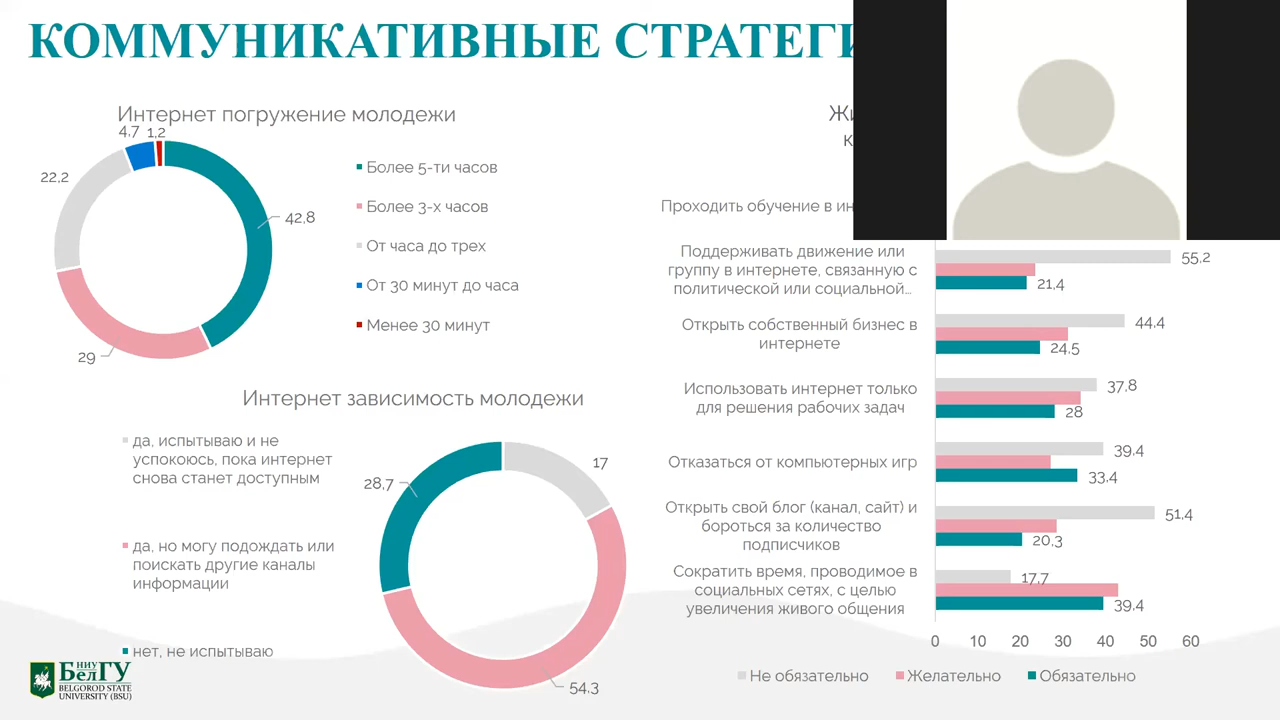 КОММУНИКАТИВНЫЕ
Интернет погружение молодежи
4,7 1,2
22,2
42,8
29
Более 5-ти часов
Более 3-х часов
От часа до трех
От 30 минут до часа
Менее 30 минут
Интернет зависимость молодежи
да, испытываю и не
успокоюсь, пока интернет
снова станет доступным
да, но могу подождать или
поискать другие каналы
информации
нет, не испытываю
28,7
17
54,3
Проходить обучение в
Поддерживать движение или
группу в интернете, связанную с
политической или социальной…
55,2
21,4
Открыть собственный бизнес в
интернете
44,4
24,5
Использовать интернет только
для решения рабочих задач
37,8
28
Отказаться от компьютерных игр
39,4
33,4
Открыть свой блог (канал, сайт) и
бороться за количество
подписчиков
51,4
20,3
Сократить время, проводимое в
социальных сетях, с целью
увеличения живого общения
17,7
39,4
0 10 20 30 40 50 60
Не обязательно Желательно Обязательно
НИУ
БелГУ
BELGOROD STATE
UNIVERSITY (BSU)